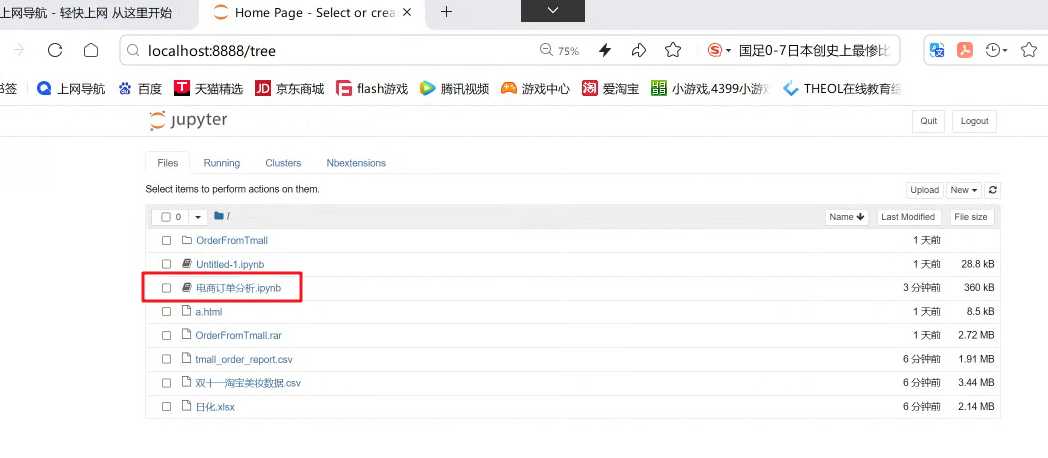 上网导航 - 轻快上网 从这里开始
Home Page - Select or crea
localhost:8888/tree
75%
国足0-7日本创史上最惨比
书签 上网导航 百度 天猫精选 JD 京东商城 flash游戏 腾讯视频 游戏中心 淘 爱淘宝 小游戏,4399小游戏 THEOL在线教育综
jupyter
Quit Logout
Files Running Clusters Nbextensions
Select items to perform actions on them.
Upload New
0 / Name Last Modified File size
OrderFromTmall 1 天前
Untitled-1.ipynb 1 天前 28.8 kB
电商订单分析.ipynb 3 分钟前 360 kB
a.html 1 天前 8.5 kB
OrderFromTmall.rar 1 天前 2.72 MB
tmall_order_report.csv 6 分钟前 1.91 MB
双十一淘宝美妆数据.csv 6 分钟前 3.44 MB
日化.xlsx 6 分钟前 2.14 MB